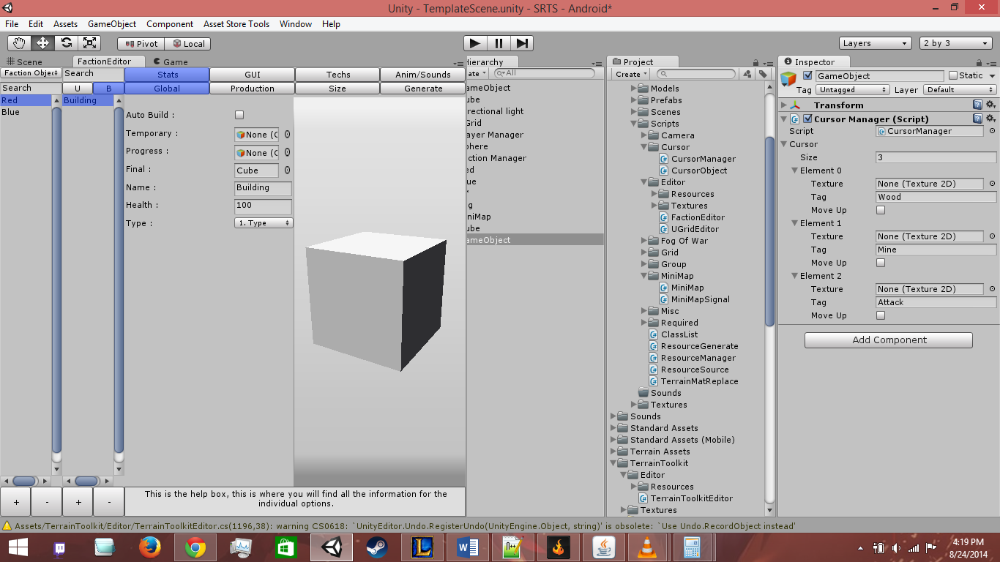 Unity - TemplateScene.unity - SRTS - Android*
File Edit Assets GameObject Component Asset Store Tools Window Help
Pivot Local Layers 2 by 3
Scene FactionEditor Game
Faction Objec Search
Stats GUI Techs Anim/Sounds
Search U B
Global Production Size Generate
Red Building
Blue
Auto Build :
Temporary : None (C
Progress : None (C
Final : Cube
Name : Building
Health : 100
Type : 1. Type
+ - + -
This is the help box, this is where you will find all the information for the
individual options.
Hierarchy
ate All
ameObject
ube
rectional light
Grid
ayer Manager
phere
ction Manager
ed
ue
*
g
niMap
ube
ameObject
Project
Create
Models
Prefabs
Scenes
Scripts
Camera
Cursor
CursorManager
CursorObject
Editor
Resources
Textures
FactionEditor
UGridEditor
Fog Of War
Grid
Group
MiniMap
MiniMap
MiniMapSignal
Misc
Required
ClassList
ResourceGenerate
ResourceManager
ResourceSource
TerrainMatReplace
Sounds
Textures
Sounds
Standard Assets
Standard Assets (Mobile)
Terrain Assets
TerrainToolkit
Editor
Resources
TerrainToolkitEditor
Textures
Inspector
GameObject Static
Tag Untagged Layer Default
Transform
Cursor Manager (Script)
Script CursorManager
Cursor
Size 3
Element 0
Texture None (Texture 2D)
Tag Wood
Move Up
Element 1
Texture None (Texture 2D)
Tag Mine
Move Up
Element 2
Texture None (Texture 2D)
Tag Attack
Move Up
Add Component
Assets/TerrainToolkit/Editor/TerrainToolkitEditor.cs(1196,38): warning CS0618: `UnityEditor.Undo.RegisterUndo(UnityEngine.Object, string)' is obsolete: `Use Undo.RecordObject instead'
4:19 PM
8/24/2014